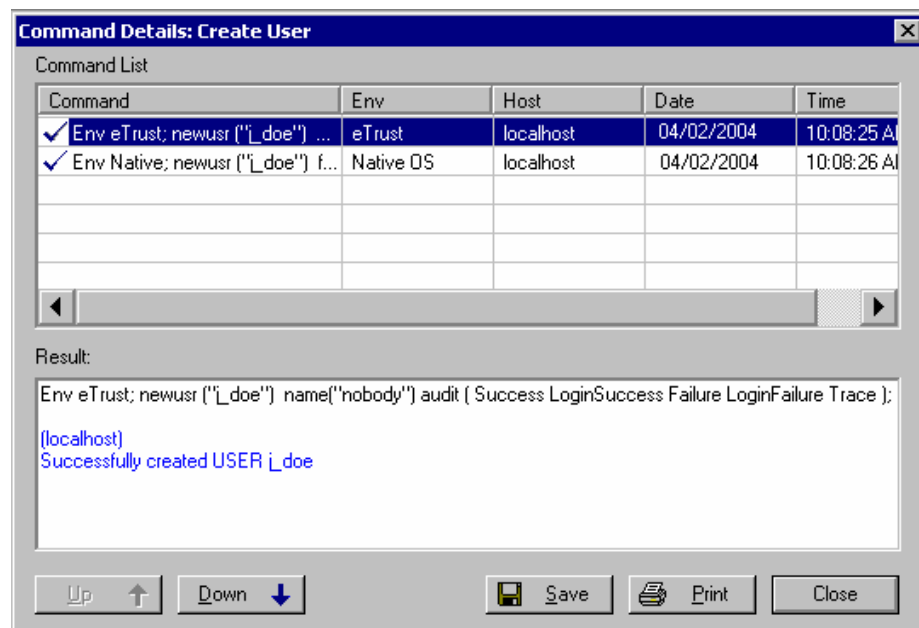 Command Details: Create User
Command List
Command Env Host Date Time
Env eTrust; newusr ("j_doe") ... eTrust localhost 04/02/2004 10:08:25 AM
Env Native; newusr ("j_doe") f... Native OS localhost 04/02/2004 10:08:26 AM
Result:
Env eTrust; newusr ("j_doe") name("nobody") audit ( Success LoginSuccess Failure LoginFailure Trace );
(localhost)
Successfully created USER j_doe
Up Down Save Print Close